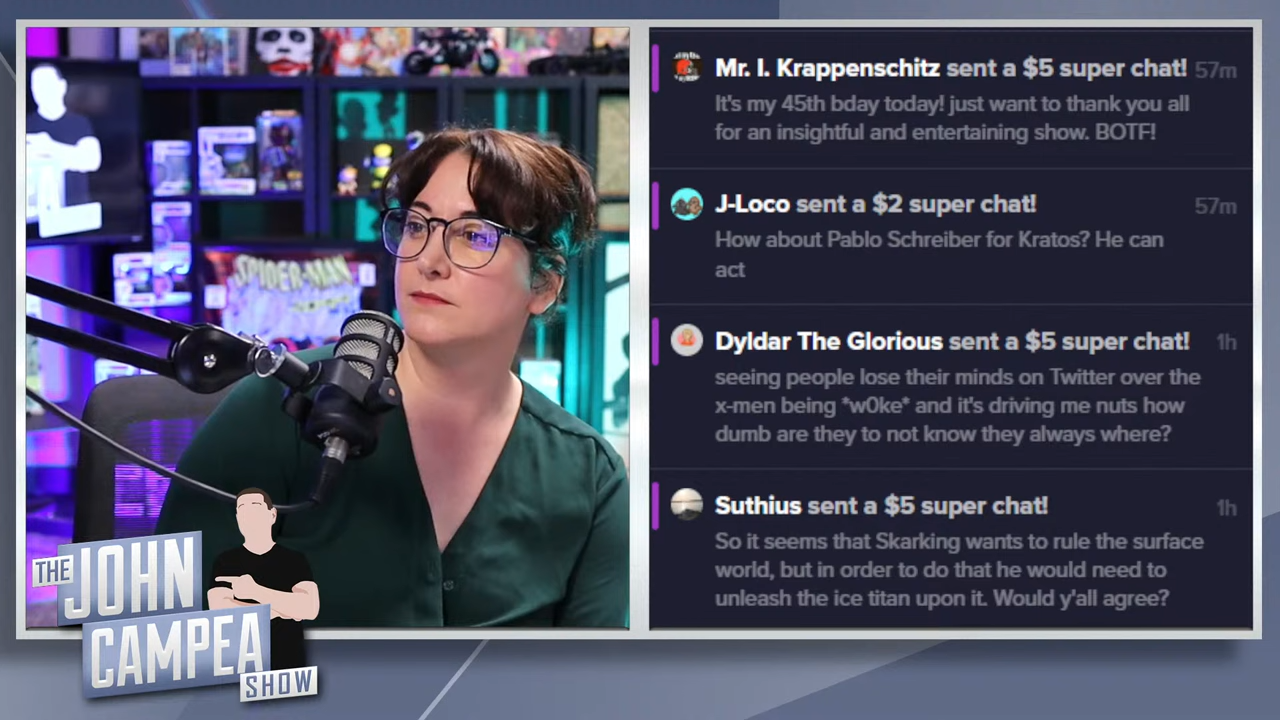 SPIDER-MAN
THE JOHN
CAMPEA
SHOW
Mr. I. Krappenschitz sent a $5 super chat! 57m
It's my 45th bday today! just want to thank you all
for an insightful and entertaining show. BOTF!
J-Loco sent a $2 super chat! 57m
How about Pablo Schreiber for Kratos? He can
act
Dyldar The Glorious sent a $5 super chat! 1h
seeing people lose their minds on Twitter over the
x-men being *w0ke* and it's driving me nuts how
dumb are they to not know they always where?
Suthius sent a $5 super chat! 1h
So it seems that Skarking wants to rule the surface
world, but in order to do that he would need to
unleash the ice titan upon it. Would y'all agree?